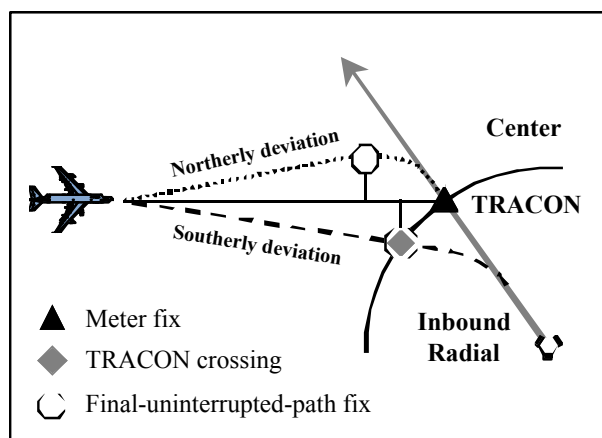 Northerly deviation
Center
TRACON
Southerly deviation
Inbound
Radial
Meter fix
TRACON crossing
Final-uninterrupted-path fix